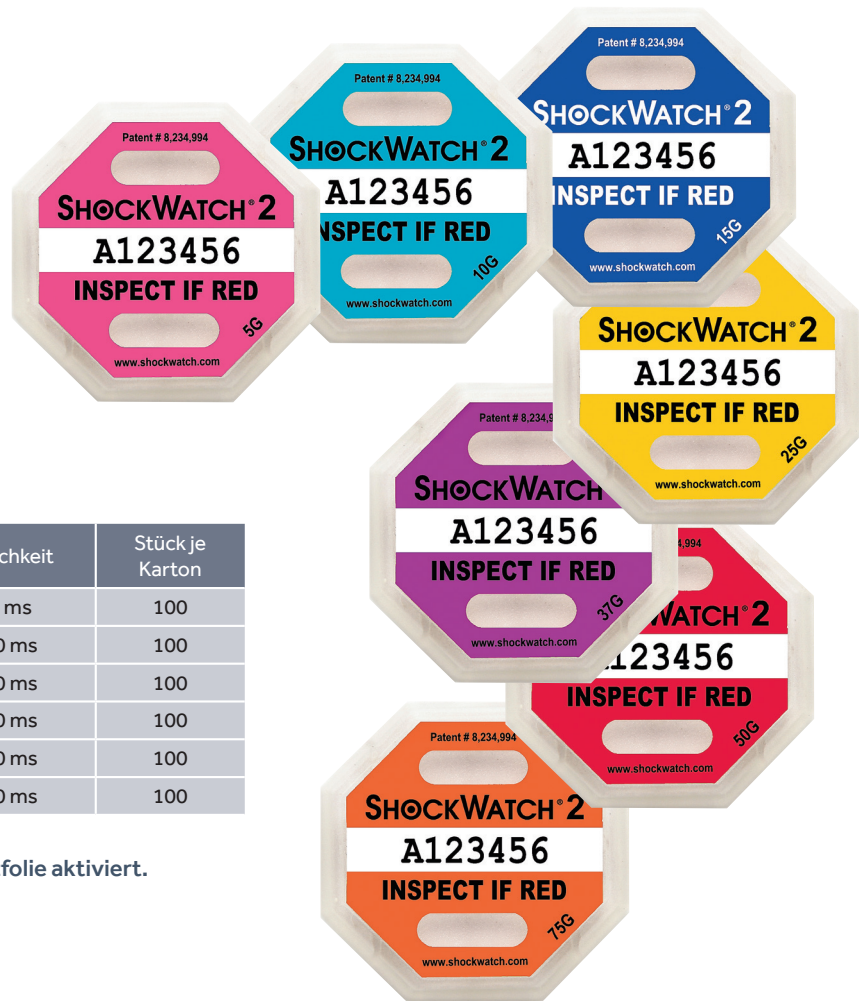 Patent # 8,234,994
SHOCKWATCH® 2
A123456
INSPECT IF RED
5G
www.shockwatch.com
Patent # 8,234,994
SHOCKWATCH® 2
A123456
NSPECT IF RED
10G
www.shockwatch.com
Patent # 8,234,994
SHOCKWATCH® 2
A123456
INSPECT IF RED
15G
www.shockwatch.com
SHOCKWATCH® 2
A123456
INSPECT IF RED
25G
www.shockwatch.com
Patent # 8,234,9
SHOCKWATCH
A123456
INSPECT IF RED
37G
www.shockwatch.com
4,994
WATCH® 2
123456
INSPECT IF RED
50G
www.shockwatch.com
Patent # 8,234,994
SHOCKWATCH® 2
A123456
INSPECT IF RED
75G
www.shockwatch.com
chkeit Stück je Karton
ms 100
0 ms 100
0 ms 100
0 ms 100
0 ms 100
0 ms 100
folie aktiviert.